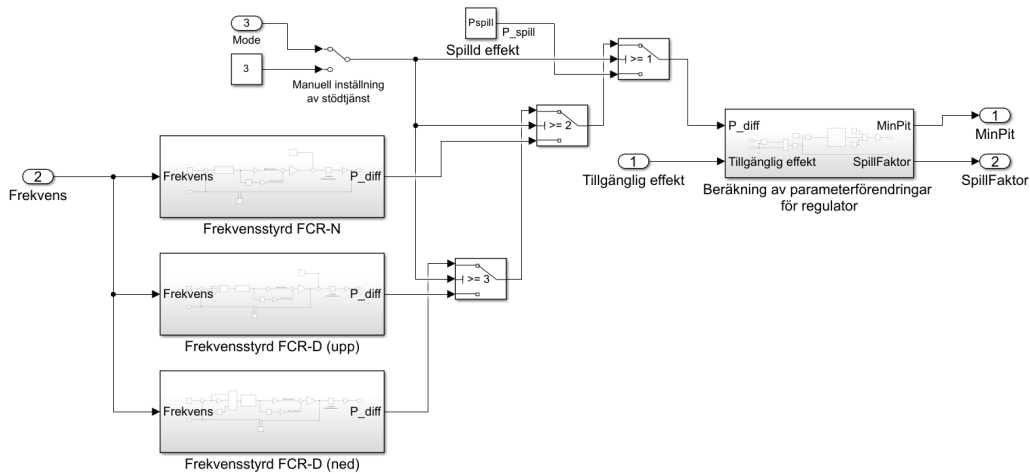 3
Mode
3
Manuell inställning
av stödtjänst
Pspill
P_spill
Spilld effekt
>= 1
>= 2
>= 3
2
Frekvens
Frekvens
P_diff
Frekvensstyrd FCR-N
Frekvens
P_diff
Frekvensstyrd FCR-D (upp)
Frekvens
P_diff
Frekvensstyrd FCR-D (ned)
1
Tillgänglig effekt
P_diff
Tillgänglig effekt
MinPit
SpillFaktor
Beräkning av parameterförendringar
för regulator
1
MinPit
2
SpillFaktor